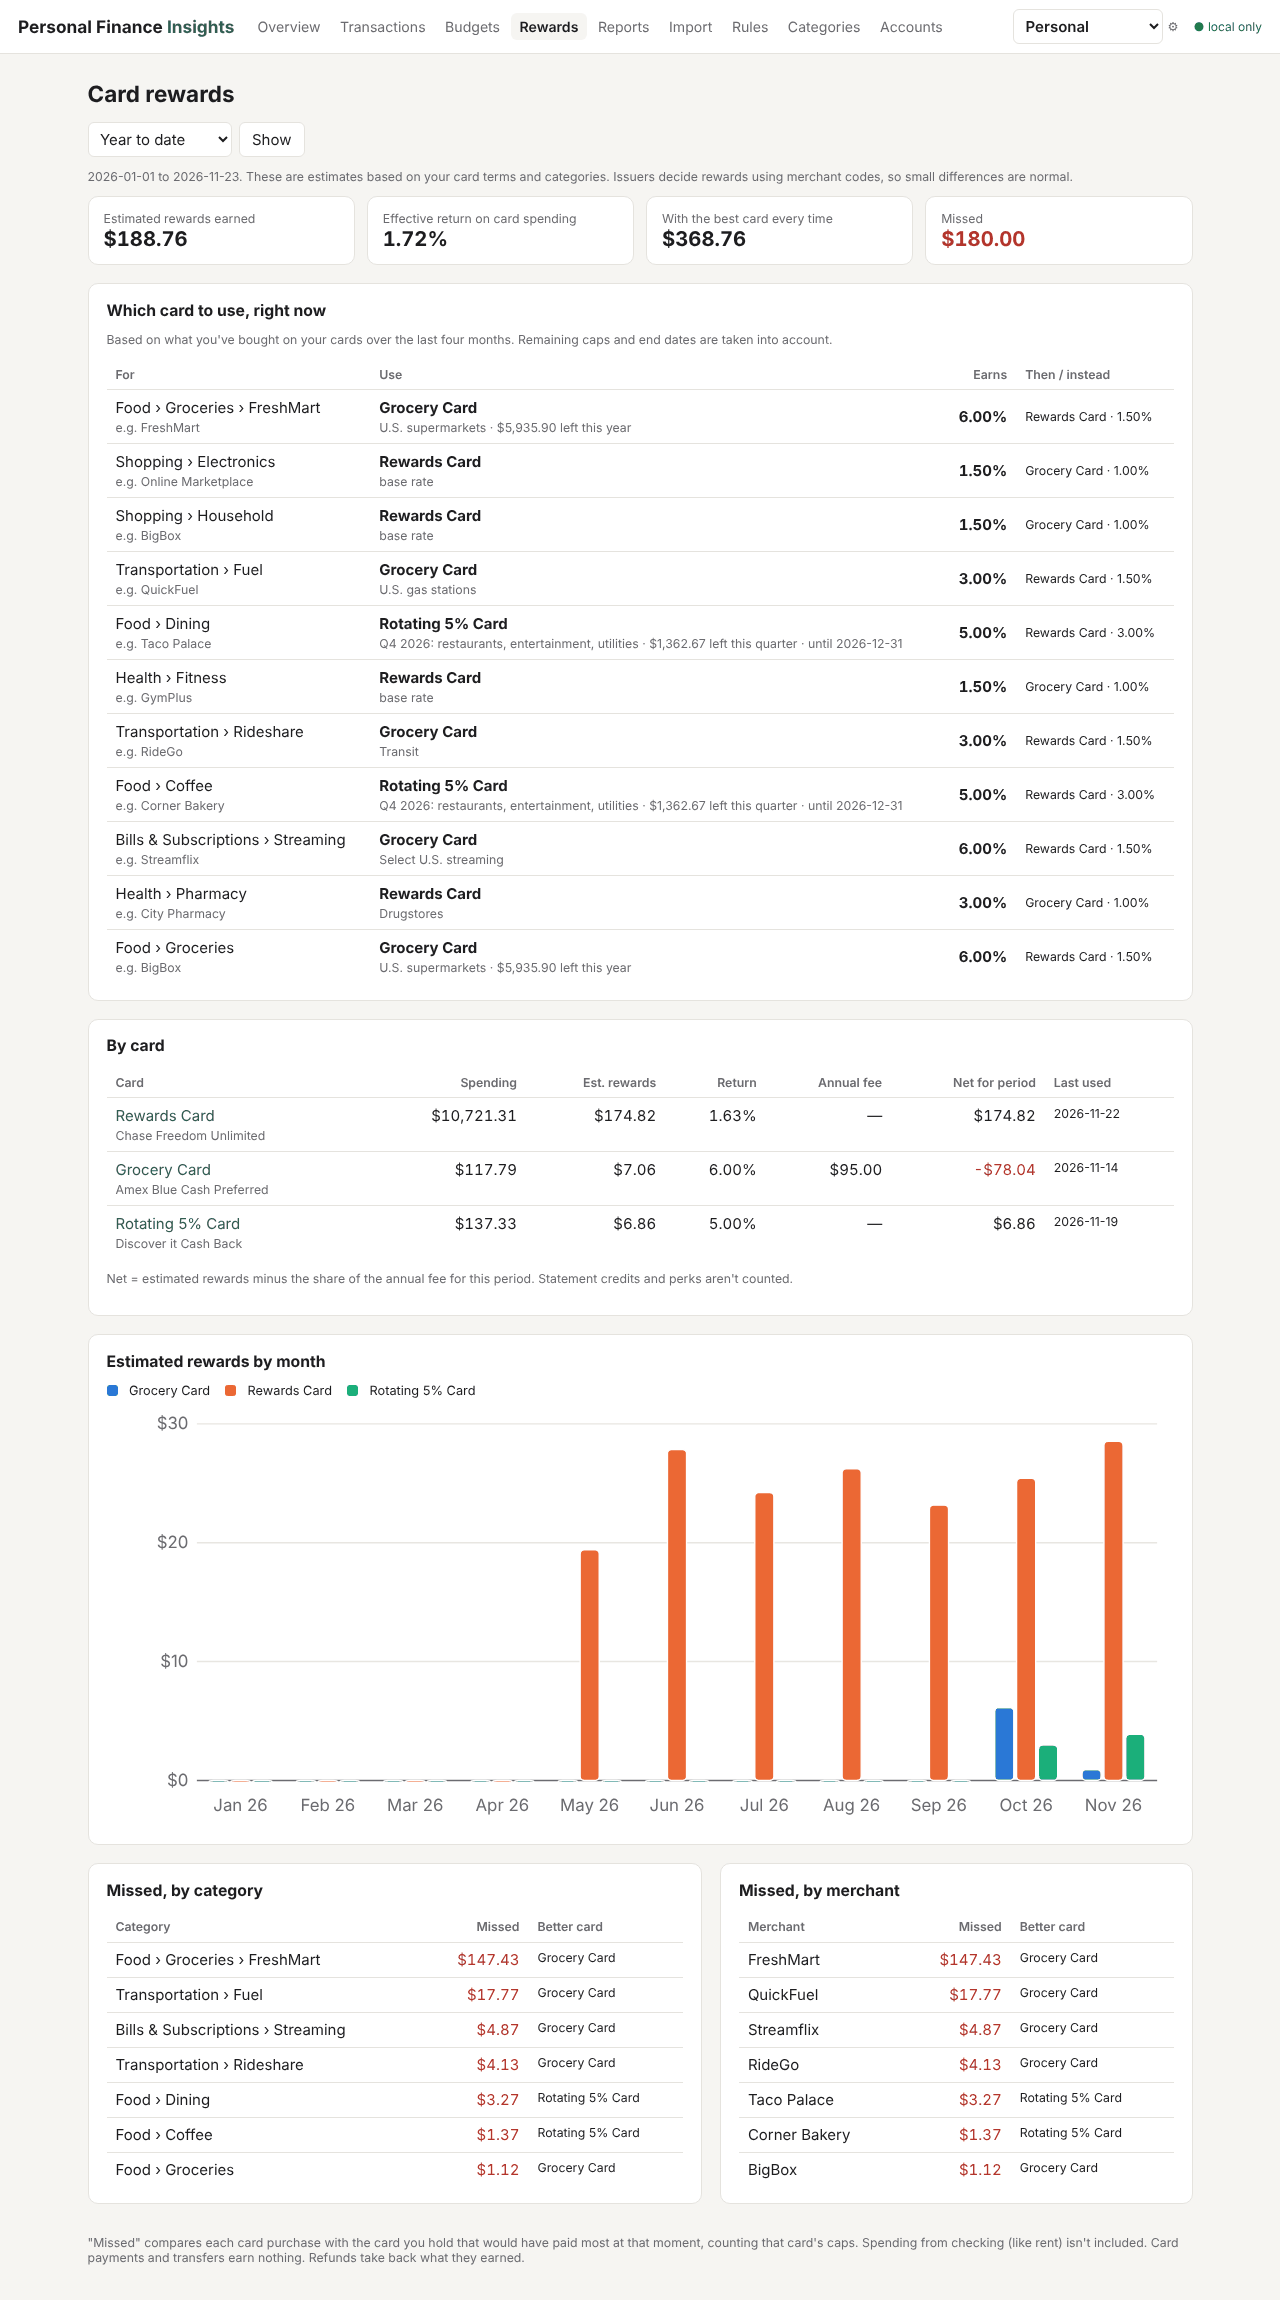 Personal Finance Insights Overview Transactions Budgets Rewards Reports Import Rules Categories Accounts Personal ⚙ local only
Card rewards
Year to date Show
2026-01-01 to 2026-11-23. These are estimates based on your card terms and categories. Issuers decide rewards using merchant codes, so small differences are normal.
Estimated rewards earned Effective return on card spending With the best card every time Missed
$188.76 1.72% $368.76 $180.00
Which card to use, right now
Based on what you've bought on your cards over the last four months. Remaining caps and end dates are taken into account.
For Use Earns Then / instead
Food › Groceries › FreshMart Grocery Card 6.00% Rewards Card · 1.50%
e.g. FreshMart U.S. supermarkets · $5,935.90 left this year
Shopping › Electronics Rewards Card 1.50% Grocery Card · 1.00%
e.g. Online Marketplace base rate
Shopping › Household Rewards Card 1.50% Grocery Card · 1.00%
e.g. BigBox base rate
Transportation › Fuel Grocery Card 3.00% Rewards Card · 1.50%
e.g. QuickFuel U.S. gas stations
Food › Dining Rotating 5% Card 5.00% Rewards Card · 3.00%
e.g. Taco Palace Q4 2026: restaurants, entertainment, utilities · $1,362.67 left this quarter · until 2026-12-31
Health › Fitness Rewards Card 1.50% Grocery Card · 1.00%
e.g. GymPlus base rate
Transportation › Rideshare Grocery Card 3.00% Rewards Card · 1.50%
e.g. RideGo Transit
Food › Coffee Rotating 5% Card 5.00% Rewards Card · 3.00%
e.g. Corner Bakery Q4 2026: restaurants, entertainment, utilities · $1,362.67 left this quarter · until 2026-12-31
Bills & Subscriptions › Streaming Grocery Card 6.00% Rewards Card · 1.50%
e.g. Streamflix Select U.S. streaming
Health › Pharmacy Rewards Card 3.00% Grocery Card · 1.00%
e.g. City Pharmacy Drugstores
Food › Groceries Grocery Card 6.00% Rewards Card · 1.50%
e.g. BigBox U.S. supermarkets · $5,935.90 left this year
By card
Card Spending Est. rewards Return Annual fee Net for period Last used
Rewards Card $10,721.31 $174.82 1.63% — $174.82 2026-11-22
Chase Freedom Unlimited
Grocery Card $117.79 $7.06 6.00% $95.00 -$78.04 2026-11-14
Amex Blue Cash Preferred
Rotating 5% Card $137.33 $6.86 5.00% — $6.86 2026-11-19
Discover it Cash Back
Net = estimated rewards minus the share of the annual fee for this period. Statement credits and perks aren't counted.
Estimated rewards by month
Grocery Card Rewards Card Rotating 5% Card
$30
$20
$10
$0
Jan 26 Feb 26 Mar 26 Apr 26 May 26 Jun 26 Jul 26 Aug 26 Sep 26 Oct 26 Nov 26
Missed, by category
Category Missed Better card
Food › Groceries › FreshMart $147.43 Grocery Card
Transportation › Fuel $17.77 Grocery Card
Bills & Subscriptions › Streaming $4.87 Grocery Card
Transportation › Rideshare $4.13 Grocery Card
Food › Dining $3.27 Rotating 5% Card
Food › Coffee $1.37 Rotating 5% Card
Food › Groceries $1.12 Grocery Card
Missed, by merchant
Merchant Missed Better card
FreshMart $147.43 Grocery Card
QuickFuel $17.77 Grocery Card
Streamflix $4.87 Grocery Card
RideGo $4.13 Grocery Card
Taco Palace $3.27 Rotating 5% Card
Corner Bakery $1.37 Rotating 5% Card
BigBox $1.12 Grocery Card
"Missed" compares each card purchase with the card you hold that would have paid most at that moment, counting that card's caps. Spending from checking (like rent) isn't included. Card
payments and transfers earn nothing. Refunds take back what they earned.